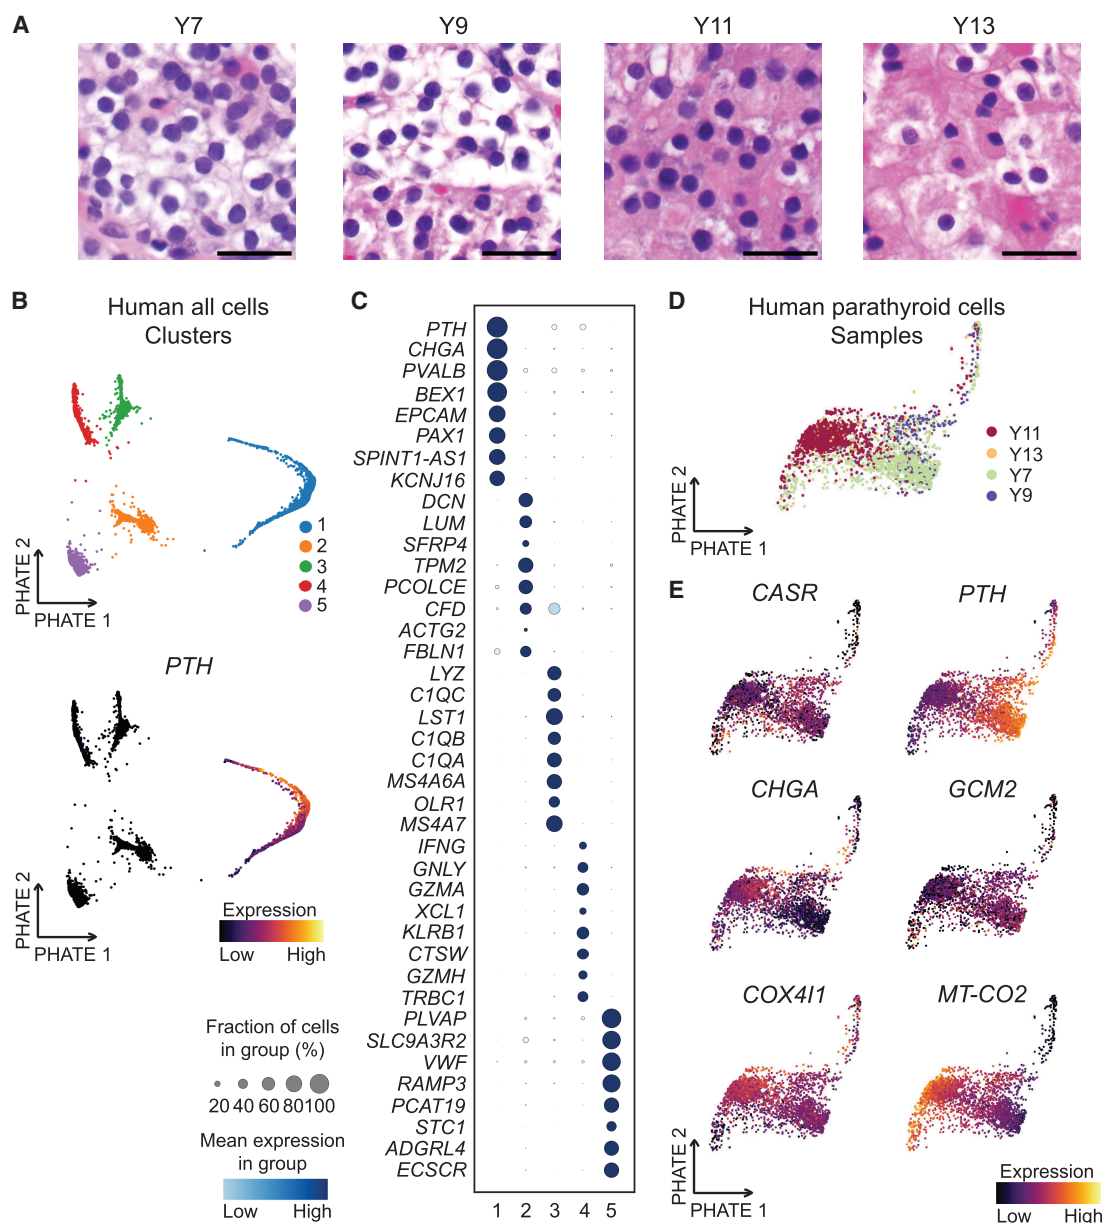 A
Y7
Y9
Y11
Y13
B
Human all cells
Clusters
1
2
3
4
5
PHATE 2
PHATE 1
PTH
PHATE 2
PHATE 1
Expression
Low High
Fraction of cells
in group (%)
20 40 60 80 100
Mean expression
in group
Low High
C
PTH
CHGA
PVALB
BEX1
EPCAM
PAX1
SPINT1-AS1
KCNJ16
DCN
LUM
SFRP4
TPM2
PCOLCE
CFD
ACTG2
FBLN1
LYZ
C1QC
LST1
C1QB
C1QA
MS4A6A
OLR1
MS4A7
IFNG
GNLY
GZMA
XCL1
KLRB1
CTSW
GZMH
TRBC1
PLVAP
SLC9A3R2
VWF
RAMP3
PCAT19
STC1
ADGRL4
ECSCR
1 2 3 4 5
D
Human parathyroid cells
Samples
Y11
Y13
Y7
Y9
PHATE 2
PHATE 1
E
CASR
PTH
CHGA
GCM2
COX4I1
MT-CO2
PHATE 2
PHATE 1
Expression
Low High